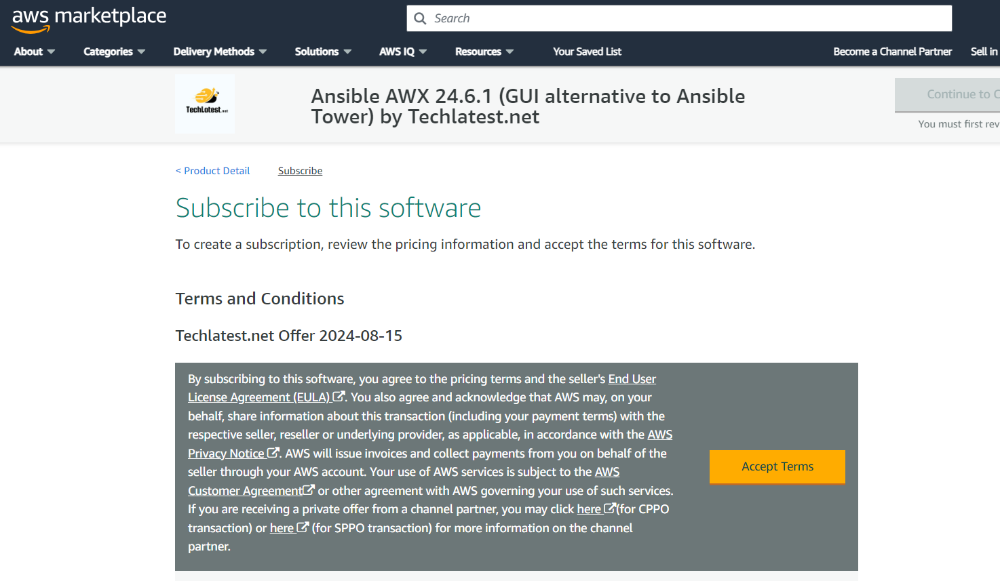 aws marketplace
Search
About
Categories
Delivery Methods
Solutions
AWS IQ
Resources
Your Saved List
Become a Channel Partner
Sell in
TechLatest.net
Ansible AWX 24.6.1 (GUI alternative to Ansible
Tower) by Techlatest.net
Continue to C
You must first rev
< Product Detail
Subscribe
Subscribe to this software
To create a subscription, review the pricing information and accept the terms for this software.
Terms and Conditions
Techlatest.net Offer 2024-08-15
By subscribing to this software, you agree to the pricing terms and the seller's End User
License Agreement (EULA). You also agree and acknowledge that AWS may, on your
behalf, share information about this transaction (including your payment terms) with the
respective seller, reseller or underlying provider, as applicable, in accordance with the AWS
Privacy Notice. AWS will issue invoices and collect payments from you on behalf of the
seller through your AWS account. Your use of AWS services is subject to the AWS
Customer Agreement or other agreement with AWS governing your use of such services.
If you are receiving a private offer from a channel partner, you may click here (for CPPO
transaction) or here (for SPPO transaction) for more information on the channel
partner.
Accept Terms